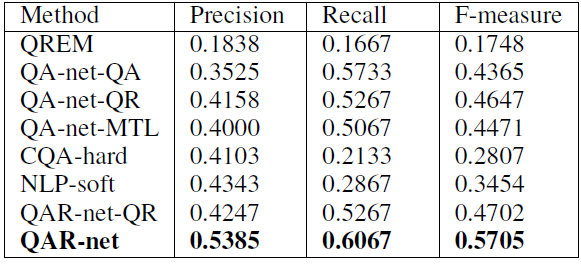 Method Precision Recall F-measure
QREM 0.1838 0.1667 0.1748
QA-net-QA 0.3525 0.5733 0.4365
QA-net-QR 0.4158 0.5267 0.4647
QA-net-MTL 0.4000 0.5067 0.4471
CQA-hard 0.4103 0.2133 0.2807
NLP-soft 0.4343 0.2867 0.3454
QAR-net-QR 0.4247 0.5267 0.4702
QAR-net 0.5385 0.6067 0.5705